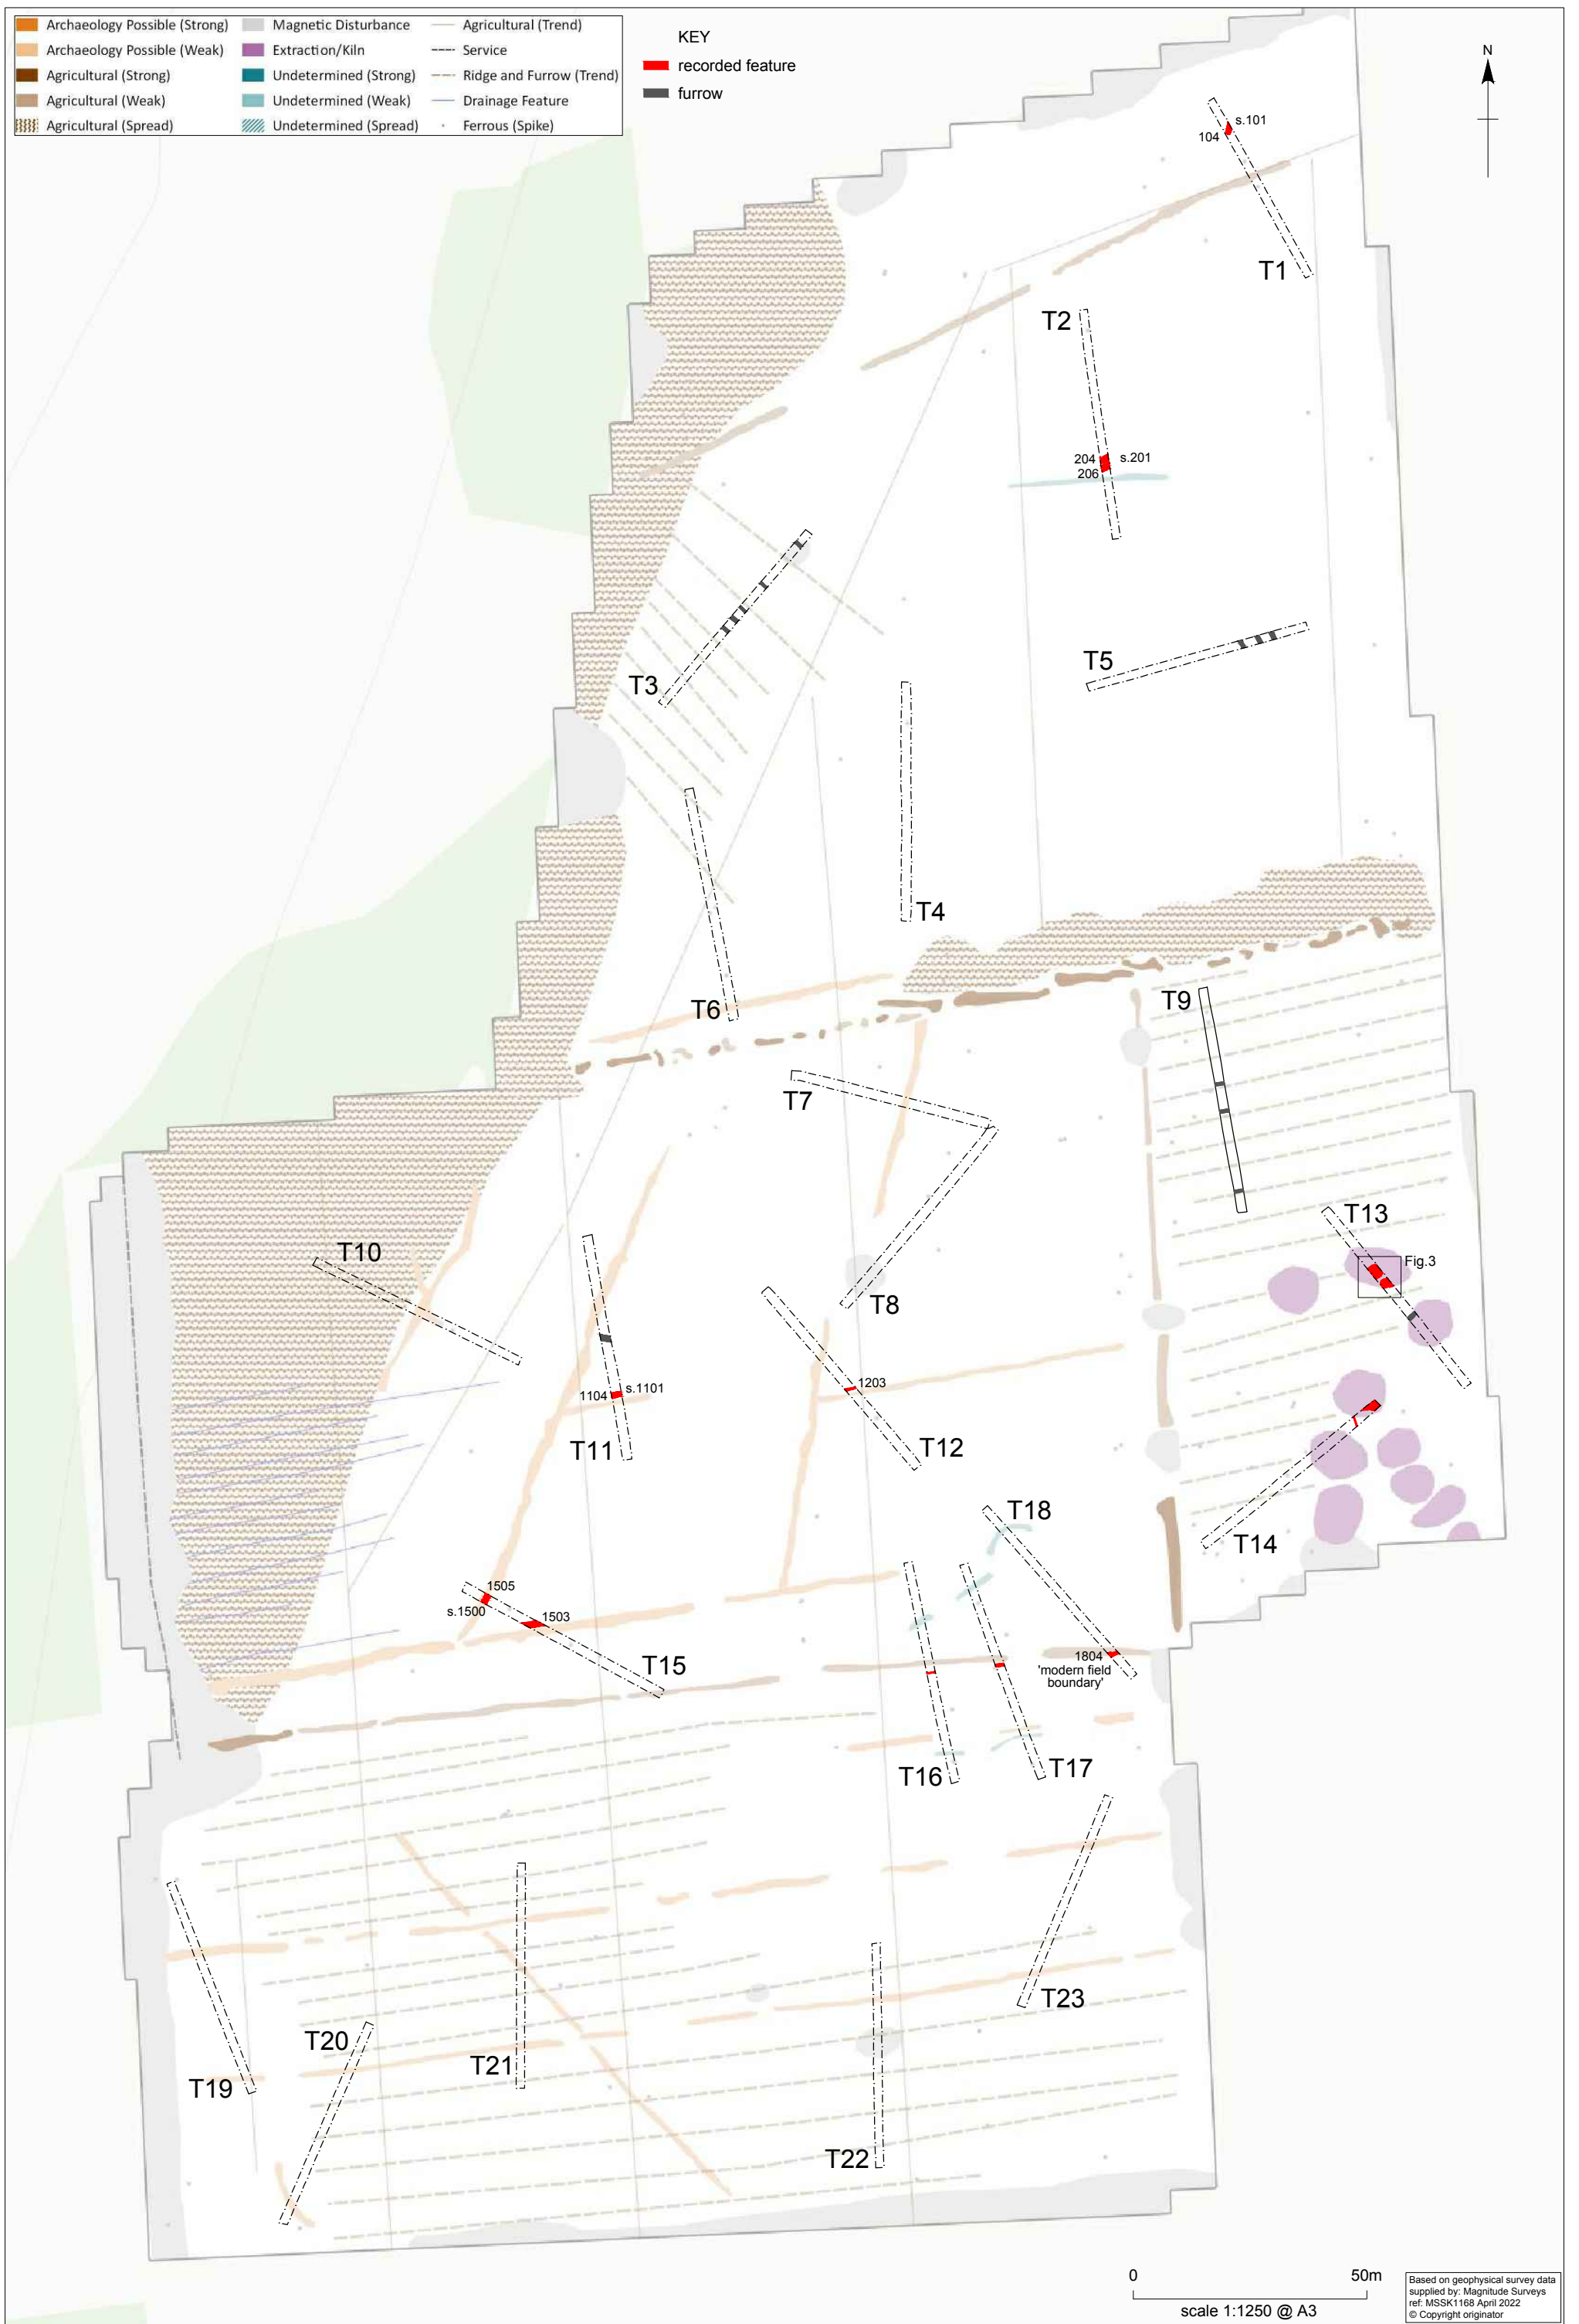 Archaeology Possible (Strong)
Archaeology Possible (Weak)
Agricultural (Strong)
Agricultural (Weak)
Agricultural (Spread)
Magnetic Disturbance
Extraction/Kiln
Undetermined (Strong)
Undetermined (Weak)
Undetermined (Spread)
Agricultural (Trend)
Service
Ridge and Furrow (Trend)
Drainage Feature
Ferrous (Spike)
KEY
recorded feature
furrow
N
s.101
104
T1
T2
204
s.201
206
T5
T3
T4
T6
T9
T7
T13
Fig.3
T10
T8
1104
s.1101
1203
T11
T12
T18
T14
1505
s.1500
1503
T15
1804
'modern field
boundary'
T17
T16
T23
T20
T21
T19
T22
0
50m
scale 1:1250 @ A3
Based on geophysical survey data
supplied by: Magnitude Surveys
ref: MSSK1168 April 2022
© Copyright originator